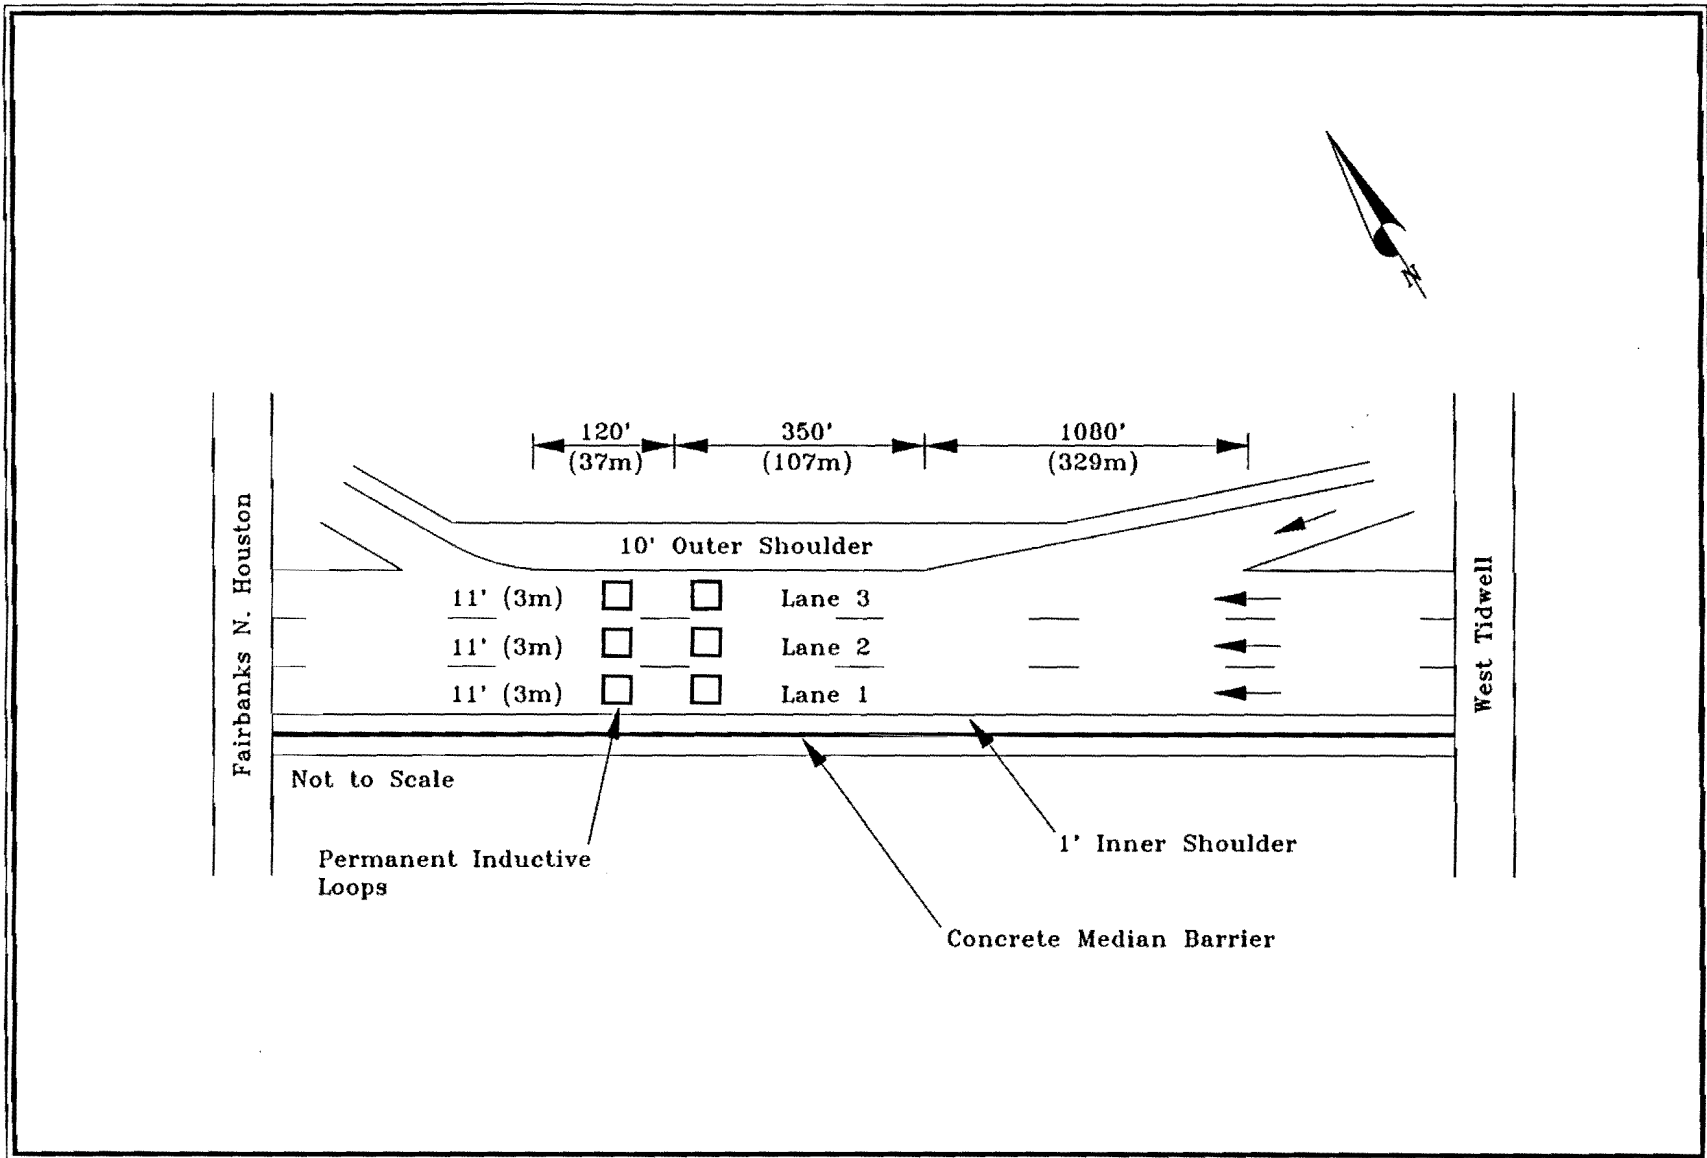 N
120' 350' 1080'
(37m) (107m) (329m)
10' Outer Shoulder
11' (3m) Lane 3
11' (3m) Lane 2
11' (3m) Lane 1
Fairbanks N. Houston
West Tidwell
Not to Scale
Permanent Inductive
Loops
1' Inner Shoulder
Concrete Median Barrier